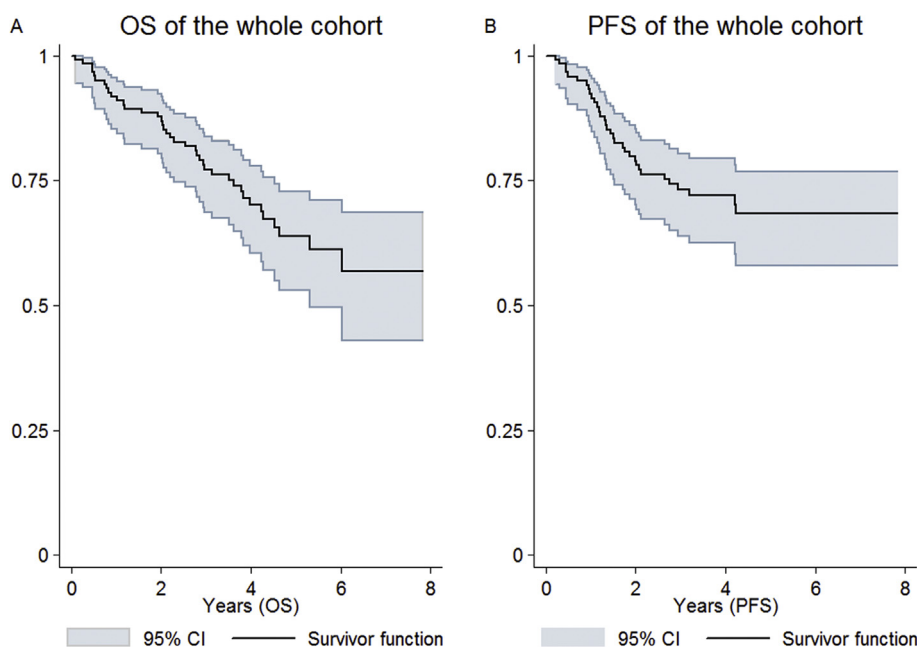 A OS of the whole cohort
1
0.75
0.5
0.25
0
0 2 4 6 8
Years (OS)
95% CI Survivor function
B PFS of the whole cohort
1
0.75
0.5
0.25
0
0 2 4 6 8
Years (PFS)
95% CI Survivor function